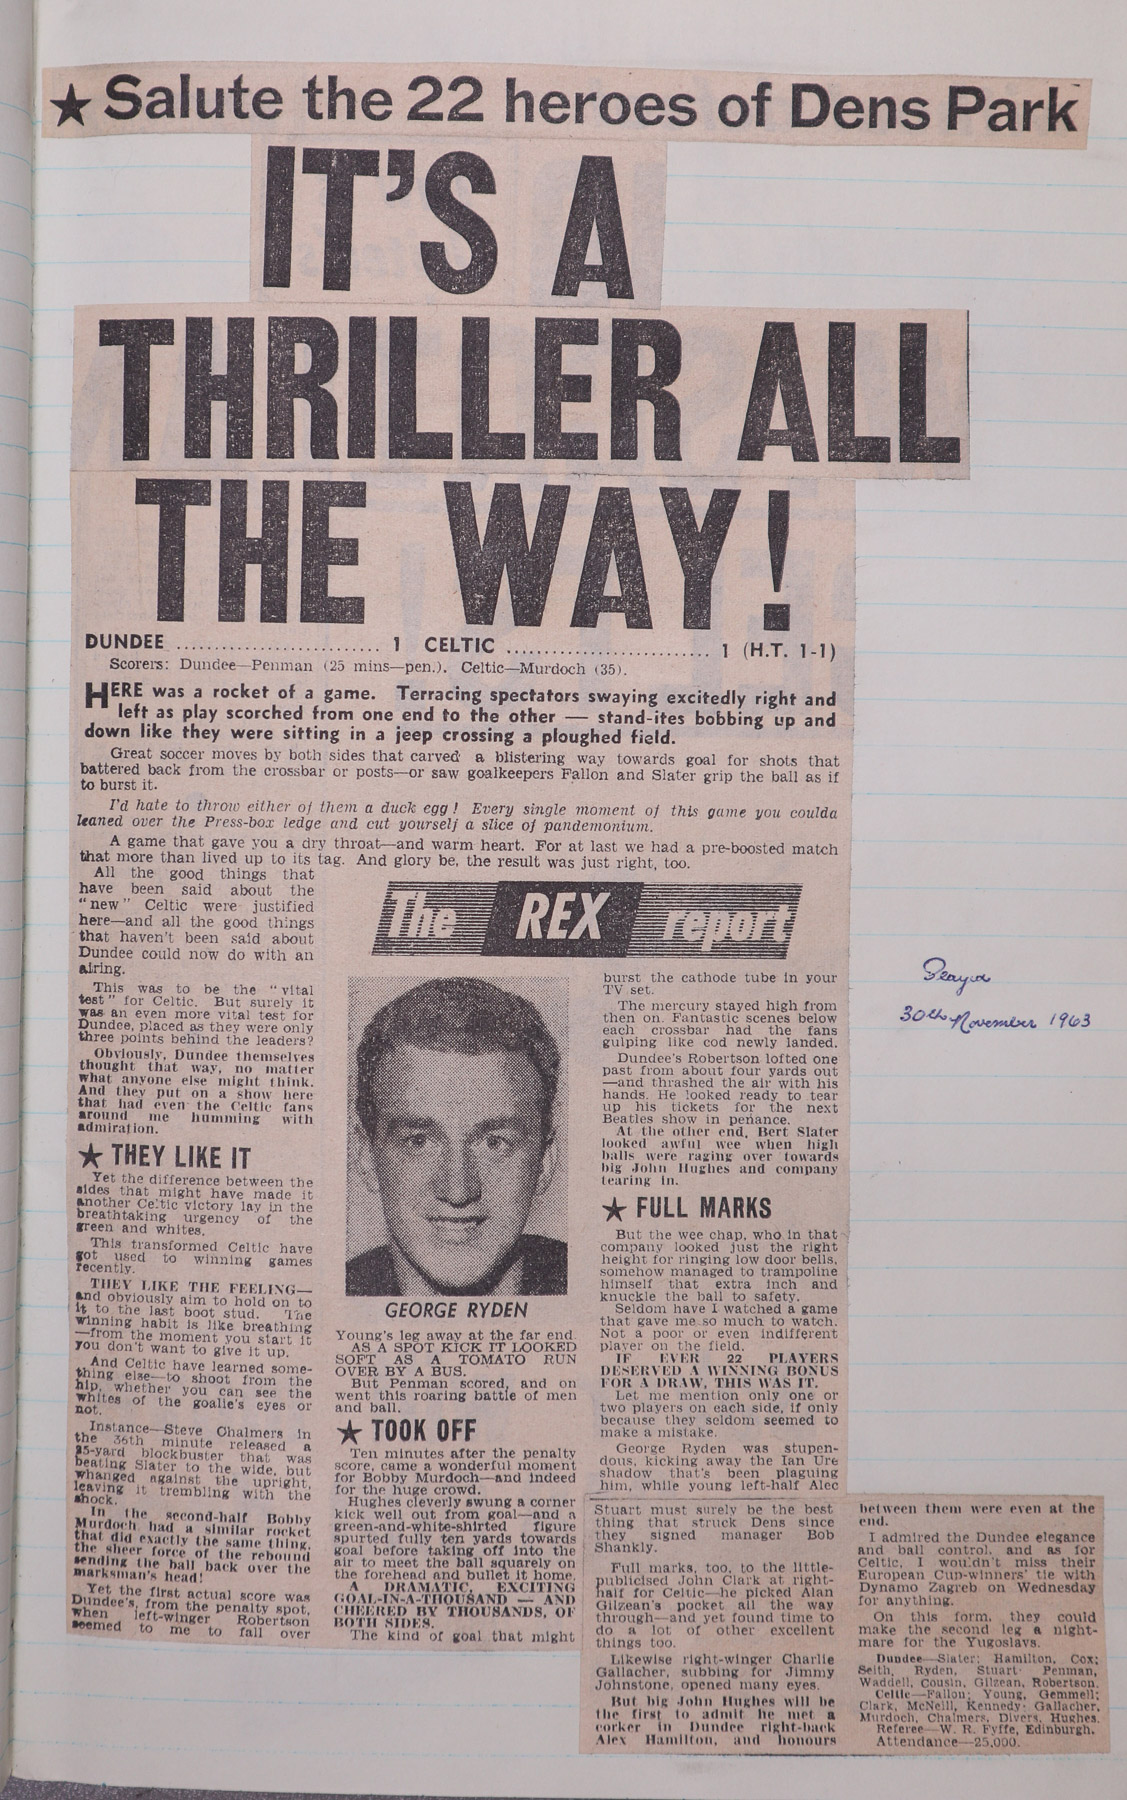 ★ Salute the 22 heroes of Dens Park
IT'S A
THRILLER ALL
THE WAY!
DUNDEE ........................... 1 CELTIC ........................... 1 (H.T. 1-1)
Scorers: Dundee—Penman (25 mins—pen.). Celtic—Murdoch (35).
HERE was a rocket of a game. Terracing spectators swaying excitedly right and
left as play scorched from one end to the other — stand-ites bobbing up and
down like they were sitting in a jeep crossing a ploughed field.
Great soccer moves by both sides that carved a blistering way towards goal for shots that
battered back from the crossbar or posts—or saw goalkeepers Fallon and Slater grip the ball as if
to burst it.
I'd hate to throw either of them a duck egg! Every single moment of this game you coulda
leaned over the Press-box ledge and cut yourself a slice of pandemonium.
A game that gave you a dry throat—and warm heart. For at last we had a pre-boosted match
that more than lived up to its tag. And glory be, the result was just right, too.
All the good things that
have been said about the
"new" Celtic were justified
here—and all the good things
that haven't been said about
Dundee could now do with an
airing.
This was to be the "vital
test" for Celtic. But surely it
was an even more vital test for
Dundee, placed as they were only
three points behind the leaders?
Obviously, Dundee themselves
thought that way, no matter
what anyone else might think.
And they put on a show here
that had even the Celtic fans
around me humming with
admiration.
★ THEY LIKE IT
Yet the difference between the
sides that might have made it
another Celtic victory lay in the
breathtaking urgency of the
green and whites.
This transformed Celtic have
got used to winning games
recently.
THEY LIKE THE FEELING—
and obviously aim to hold on to
it to the last boot stud. The
winning habit is like breathing
—from the moment you start it
you don't want to give it up.
And Celtic have learned some-
thing else—to shoot from the
hip, whether you can see the
whites of the goalie's eyes or
not.
Instance—Steve Chalmers in
the 36th minute released a
25-yard blockbuster that was
beating Slater to the wide, but
whanged against the upright,
leaving it trembling with the
shock.
In the second-half Bobby
Murdoch had a similar rocket
that did exactly the same thing,
the sheer force of the rebound
sending the ball back over the
marksman's head!
Yet the first actual score was
Dundee's, from the penalty spot,
when left-winger Robertson
seemed to me to fall over
The REX report
GEORGE RYDEN
Young's leg away at the far end.
AS A SPOT KICK IT LOOKED
SOFT AS A TOMATO RUN
OVER BY A BUS.
But Penman scored, and on
went this roaring battle of men
and ball.
★ TOOK OFF
Ten minutes after the penalty
score, came a wonderful moment
for Bobby Murdoch—and indeed
for the huge crowd.
Hughes cleverly swung a corner
kick well out from goal—and a
green-and-white-shirted figure
spurted fully ten yards towards
goal before taking off into the
air to meet the ball squarely on
the forehead and bullet it home.
A DRAMATIC, EXCITING
GOAL-IN-A-THOUSAND — AND
CHEERED BY THOUSANDS, OF
BOTH SIDES.
The kind of goal that might
burst the cathode tube in your
TV set.
The mercury stayed high from
then on. Fantastic scenes below
each crossbar had the fans
gulping like cod newly landed.
Dundee's Robertson lofted one
past from about four yards out
—and thrashed the air with his
hands. He looked ready to tear
up his tickets for the next
Beatles show in penance.
At the other end, Bert Slater
looked awful wee when high
balls were raging over towards
big John Hughes and company
tearing in.
★ FULL MARKS
But the wee chap, who in that
company looked just the right
height for ringing low door bells,
somehow managed to trampoline
himself that extra inch and
knuckle the ball to safety.
Seldom have I watched a game
that gave me so much to watch.
Not a poor or even indifferent
player on the field.
IF EVER 22 PLAYERS
DESERVED A WINNING BONUS
FOR A DRAW, THIS WAS IT.
Let me mention only one or
two players on each side, if only
because they seldom seemed to
make a mistake.
George Ryden was stupen-
dous, kicking away the Ian Ure
shadow that's been plaguing
him, while young left-half Alec
Stuart must surely be the best
thing that struck Dens since
they signed manager Bob
Shankly.
Full marks, too, to the little-
publicised John Clark at right-
half for Celtic—he picked Alan
Gilzean's pocket all the way
through—and yet found time to
do a lot of other excellent
things too.
Likewise right-winger Charlie
Gallacher, subbing for Jimmy
Johnstone, opened many eyes.
But big John Hughes will be
the first to admit he met a
corker in Dundee right-back
Alex Hamilton, and honours
between them were even at the
end.
I admired the Dundee elegance
and ball control, and as for
Celtic, I wouldn't miss their
European Cup-winners' tie with
Dynamo Zagreb on Wednesday
for anything.
On this form, they could
make the second leg a night-
mare for the Yugoslavs.
Dundee—Slater; Hamilton, Cox;
Seith, Ryden, Stuart; Penman,
Waddell, Cousin, Gilzean, Robertson.
Celtic—Fallon; Young, Gemmell;
Clark, McNeill, Kennedy; Gallacher,
Murdoch, Chalmers, Divers, Hughes.
Referee—W. R. Fyffe, Edinburgh.
Attendance—25,000.
Played
30th November 1963